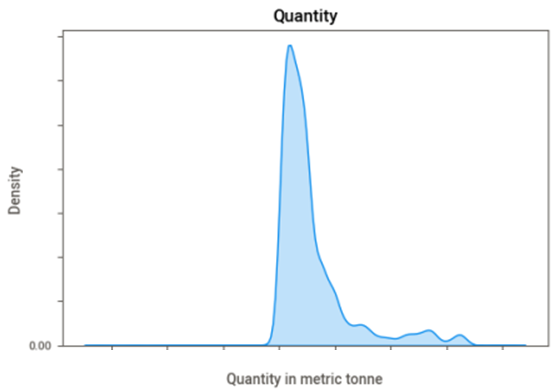 Quantity
Density
0.00
Quantity in metric tonne